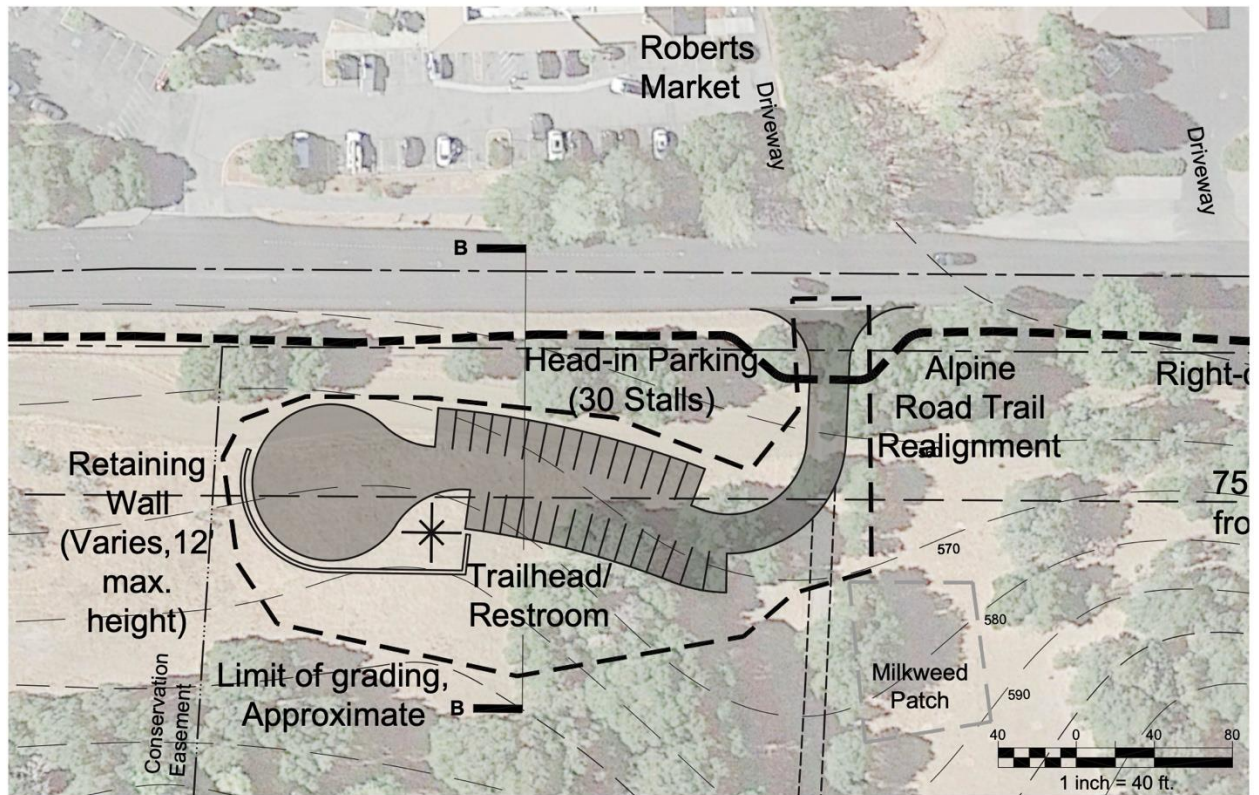 Roberts
Market
Driveway
Driveway
B
Head-in Parking
(30 Stalls)
Alpine
Road Trail
Realignment
Right-o
Retaining
Wall
(Varies, 12'
max.
height)
75
fro
570
Trailhead/
Restroom
580
Milkweed
Patch
590
Limit of grading,
Approximate
B
Conservation
Easement
40 0 40 80
1 inch = 40 ft.